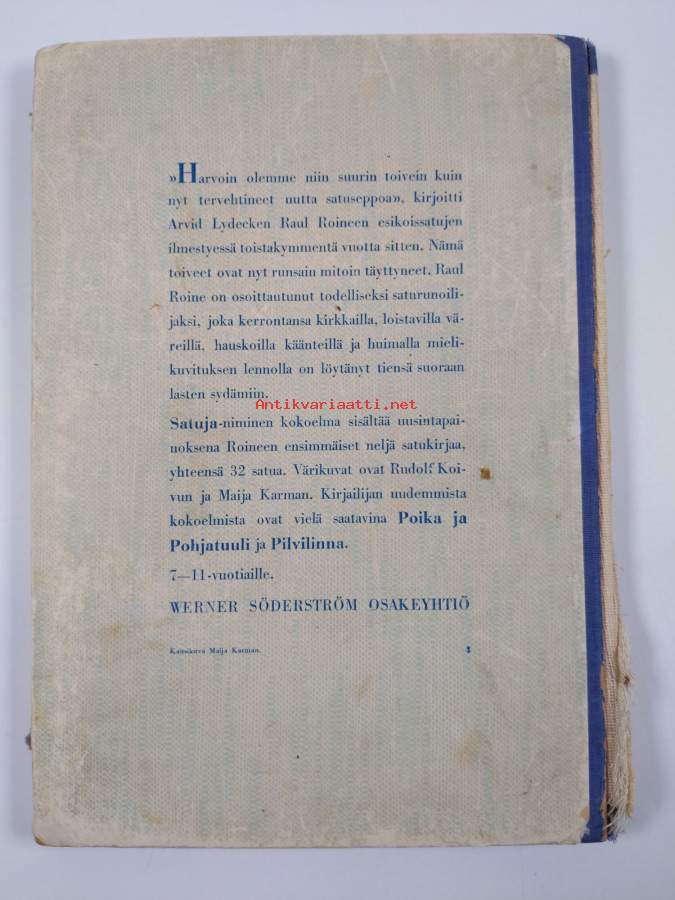 »Harvoin olemme niin suurin toivein kuin
nyt tervehtineet uutta satuseppoa», kirjoitti
Arvid Lydecken Raul Roineen esikoissatujen
ilmestyessä toistakymmentä vuotta sitten. Nämä
toiveet ovat nyt runsain mitoin täyttyneet. Raul
Roine on osoittautunut todelliseksi saturunoili-
jaksi, joka kerrontansa kirkkailla, loistavilla vä-
reillä, hauskoilla käänteillä ja huimalla mieli-
kuvituksen lennolla on löytänyt tiensä suoraan
lasten sydämiin.
Antikvariaatti.net
Satuja-niminen kokoelma sisältää uusintapai-
noksena Roineen ensimmäiset neljä satukirjaa,
yhteensä 32 satua. Värikuvat ovat Rudolf Koi-
vun ja Maija Karman. Kirjailijan uudemmista
kokoelmista ovat vielä saatavina Poika ja
Pohjatuuli ja Pilvilinna.
7—11-vuotiaille.
WERNER SÖDERSTRÖM OSAKEYHTIÖ
Kansikuva Maija Karman. 3